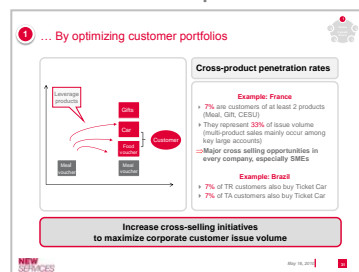 1
... By optimizing customer portfolios
Leverage
products
Gifts
Car
Food
voucher
Customer
Meal
voucher
Meal
voucher
Cross-product penetration rates
Example: France
7% are customers of at least 2 products
(Meal, Gift, CESU)
They represent 33% of issue volume
(multi-product sales mainly occur among
key large accounts)
⇒Major cross selling opportunities in
every company, especially SMEs
Example: Brazil
7% of TR customers also buy Ticket Car
7% of TA customers also buy Ticket Car
Increase cross-selling initiatives
to maximize corporate customer issue volume
NEW
SERVICES